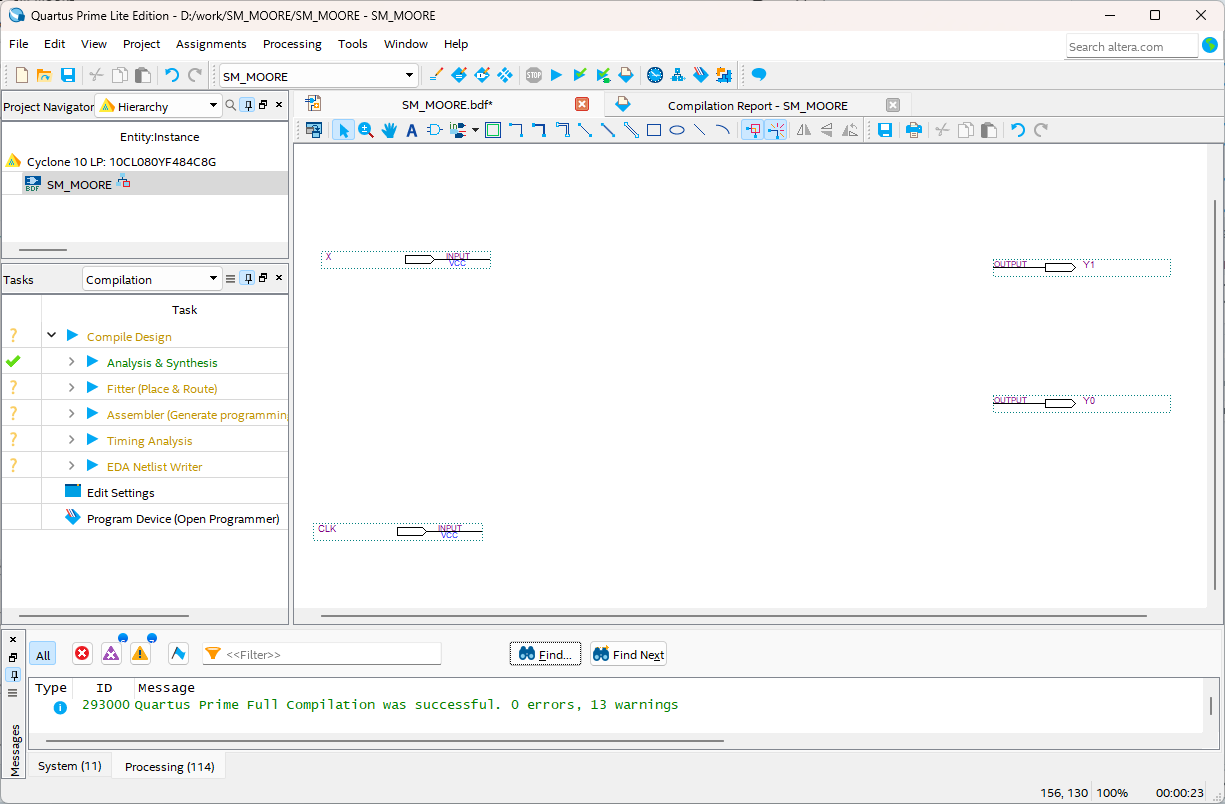 Quartus Prime Lite Edition - D:/work/SM_MOORE/SM_MOORE - SM_MOORE
File Edit View Project Assignments Processing Tools Window Help
Search altera.com
SM_MOORE
STOP
Project Navigator
Hierarchy
SM_MOORE.bdf*
Compilation Report - SM_MOORE
Entity:Instance
Cyclone 10 LP: 10CL080YF484C8G
BDF
SM_MOORE
Tasks
Compilation
Task
Compile Design
Analysis & Synthesis
Fitter (Place & Route)
Assembler (Generate programmin
Timing Analysis
EDA Netlist Writer
Edit Settings
Program Device (Open Programmer)
X
INPUT
VCC
OUTPUT
Y1
OUTPUT
Y0
CLK
INPUT
VCC
Messages
All
<<Filter>>
Find...
Find Next
Type ID Message
293000 Quartus Prime Full Compilation was successful. 0 errors, 13 warnings
System (11)
Processing (114)
156, 130 100% 00:00:23